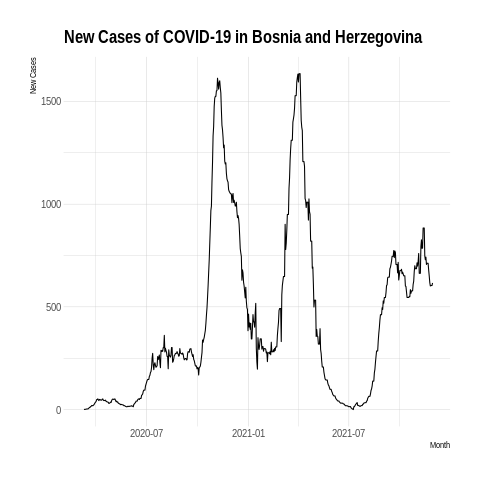 New Cases of COVID-19 in Bosnia and Herzegovina
New Cases
1500
1000
500
0
2020-07 2021-01 2021-07
Month